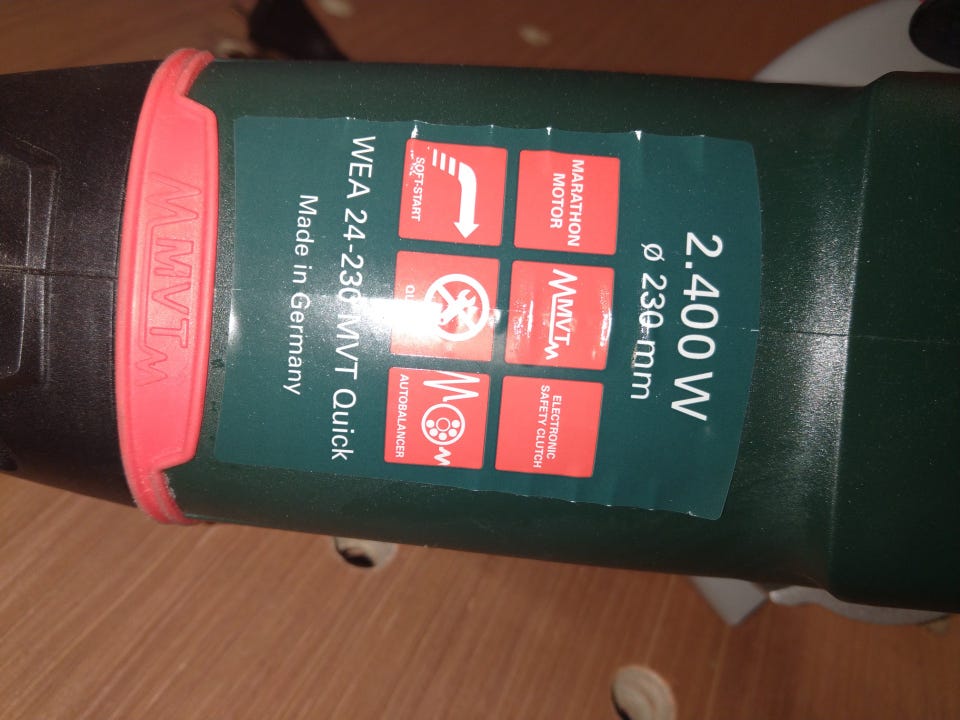 2.400 W
ø 230 mm
MARATHON
MOTOR
MVT
ELECTRONIC
SAFETY CLUTCH
SOFT-START
AUTOBALANCER
WEA 24-230 MVT Quick
Made in Germany
MVT